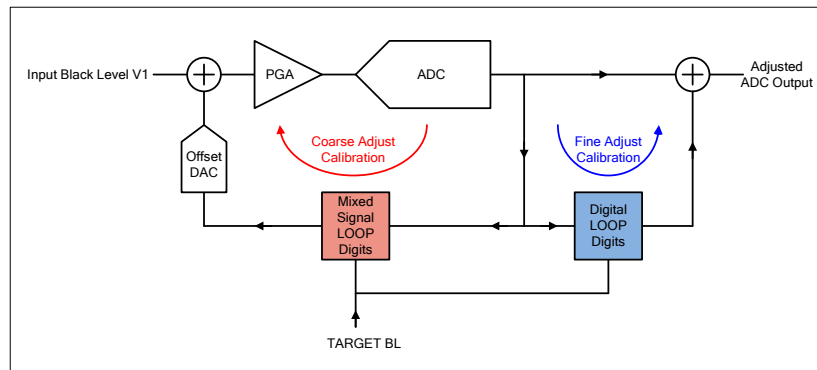 Input Black Level V1
PGA
ADC
Adjusted
ADC Output
Offset
DAC
Coarse Adjust
Calibration
Fine Adjust
Calibration
Mixed
Signal
LOOP
Digits
Digital
LOOP
Digits
TARGET BL